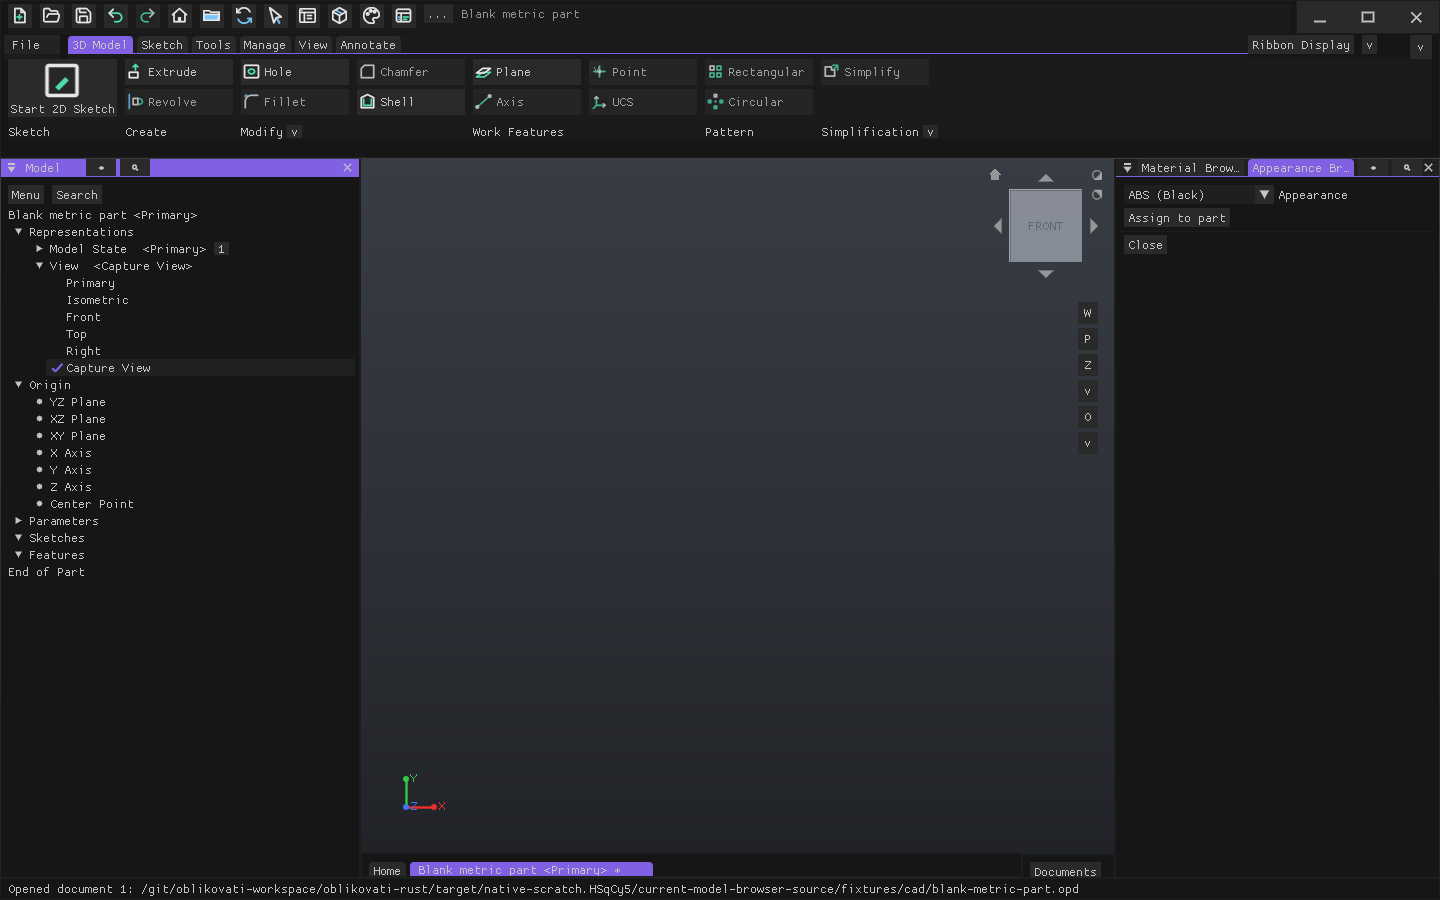 ... Blank metric part
File 3D Model Sketch Tools Manage View Annotate Ribbon Display v v
Extrude Hole Chamfer Plane Point Rectangular Simplify
Start 2D Sketch Revolve Fillet Shell Axis UCS Circular
Sketch Create Modify v Work Features Pattern Simplification v
Model Material Brow… Appearance Br…
Menu Search ABS (Black) Appearance
Blank metric part <Primary> Assign to part
Representations FRONT
Model State <Primary> 1 Close
View <Capture View>
Primary
Isometric
Front W
Top P
Right
Capture View Z
Origin v
YZ Plane
XZ Plane O
XY Plane v
X Axis
Y Axis
Z Axis
Center Point
Parameters
Sketches
Features
End of Part
Y
Z X
Home Blank metric part <Primary> * Documents
Opened document 1: /git/oblikovati-workspace/oblikovati-rust/target/native-scratch.HSqCy5/current-model-browser-source/fixtures/cad/blank-metric-part.opd